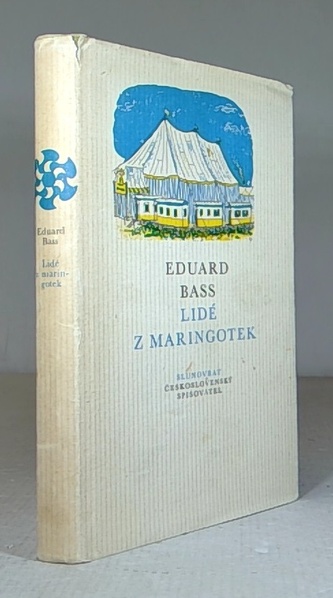 Eduard
Bass
Lidé
z marin-
gotek
EDUARD
BASS
LIDÉ
Z MARINGOTEK
SLUNOVRAT
ČESKOSLOVENSKÝ
SPISOVATEL